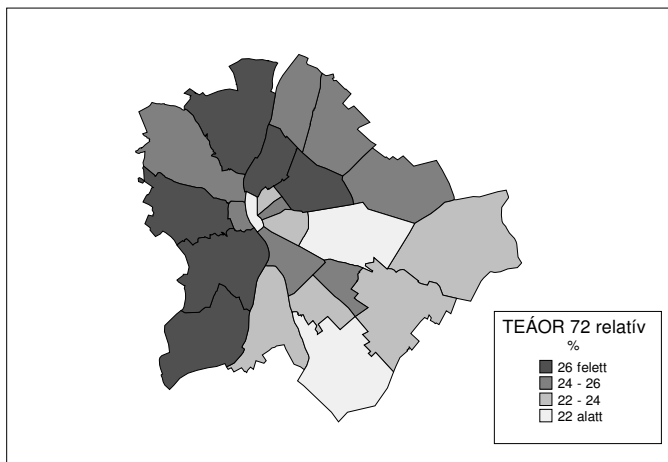 TEÁOR 72 relatív
%
26 felett
24 - 26
22 - 24
22 alatt